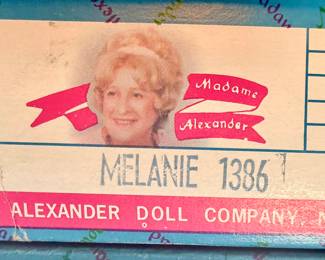 Madame
Alexander
MELANIE 1386
ALEXANDER DOLL COMPANY, N